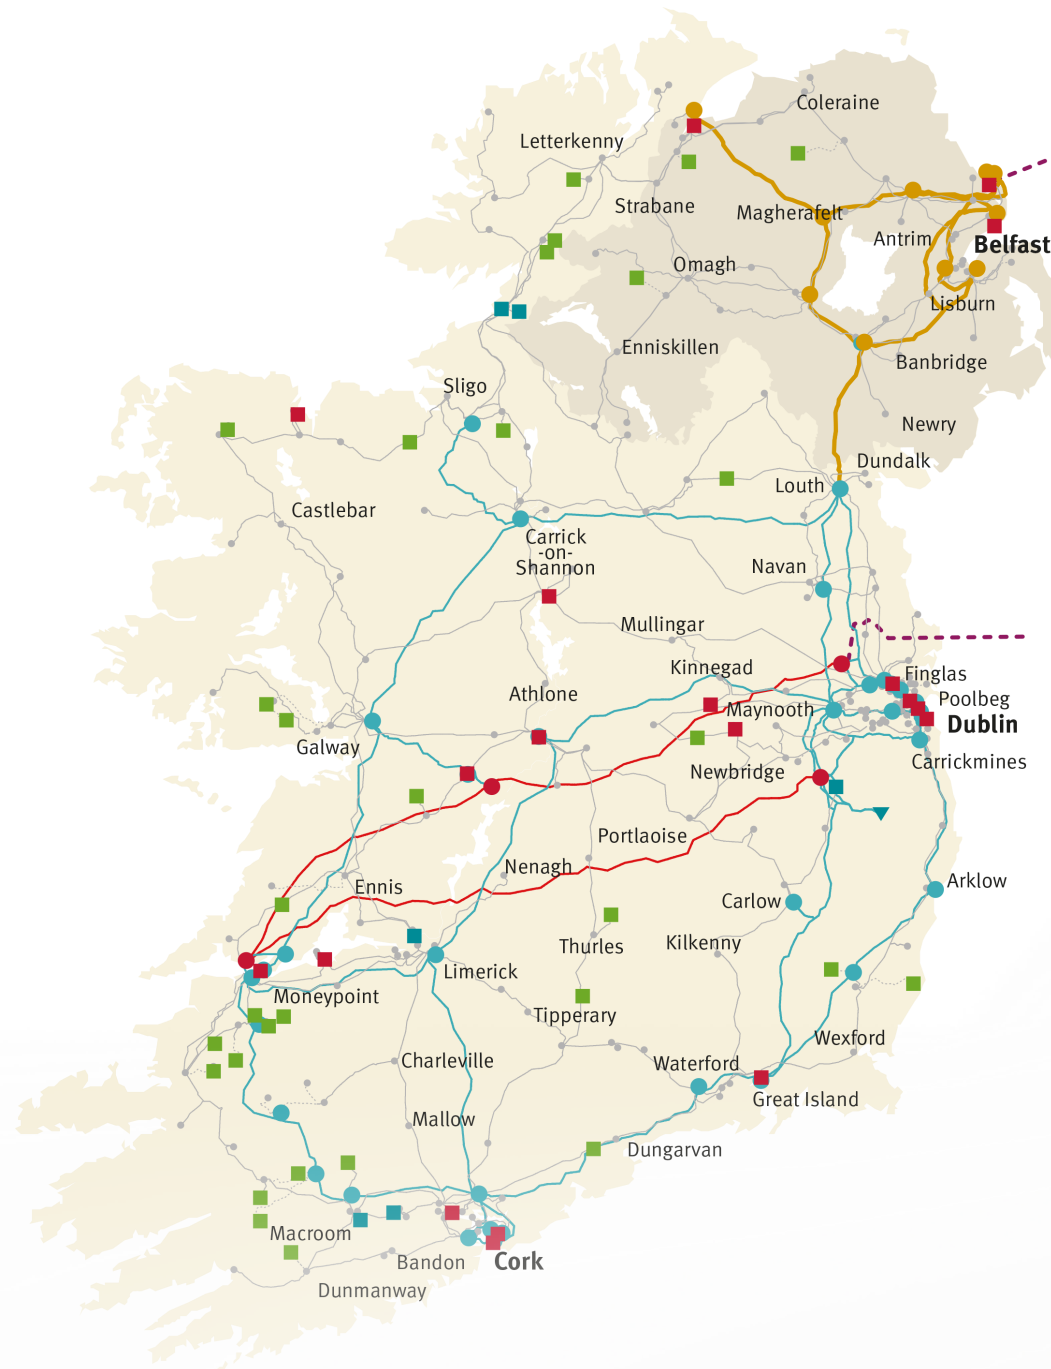 Coleraine
Letterkenny
Strabane
Magherafelt
Antrim
Belfast
Omagh
Lisburn
Enniskillen
Banbridge
Sligo
Newry
Dundalk
Louth
Castlebar
Carrick
-on-
Shannon
Navan
Mullingar
Kinnegad
Finglas
Athlone
Poolbeg
Maynooth
Dublin
Galway
Carrickmines
Newbridge
Portlaoise
Nenagh
Ennis
Arklow
Carlow
Thurles
Kilkenny
Limerick
Moneypoint
Tipperary
Wexford
Charleville
Waterford
Great Island
Mallow
Dungarvan
Macroom
Bandon
Cork
Dunmanway